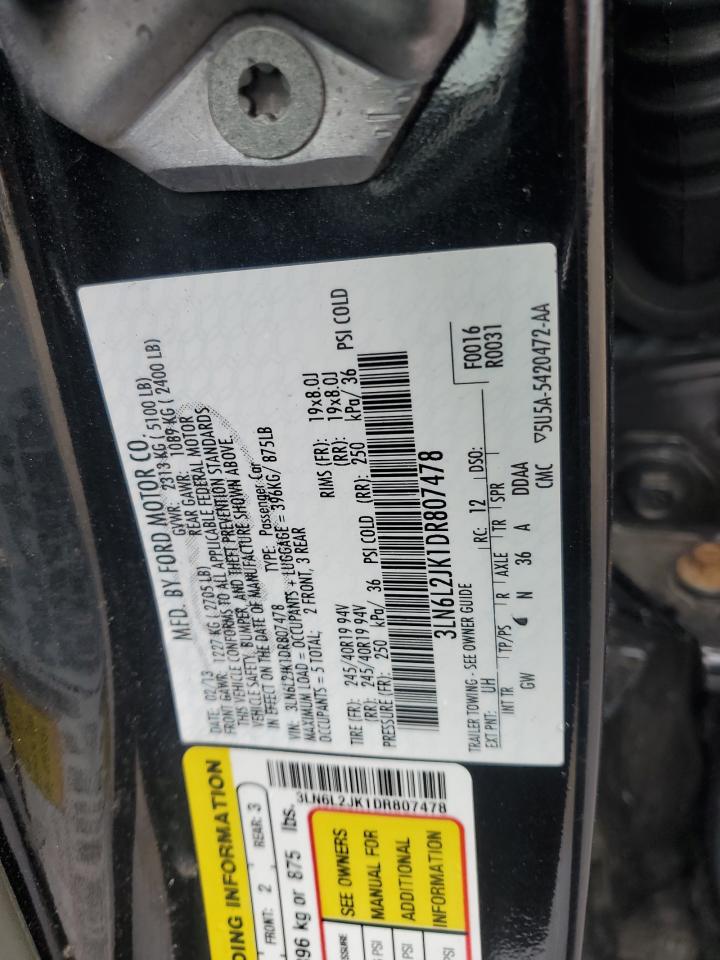 MFD. BY FORD MOTOR CO.
DATE: 02/13 GVWR: 2313 KG ( 5100 LB)
FRONT GAWR: 1227 KG ( 2705 LB) REAR GAWR: 1089 KG ( 2400 LB)
THIS VEHICLE CONFORMS TO ALL APPLICABLE FEDERAL MOTOR
VEHICLE SAFETY, BUMPER, AND THEFT PREVENTION STANDARDS
IN EFFECT ON THE DATE OF MANUFACTURE SHOWN ABOVE.
VIN: 3LN6L2JK1DR807478 TYPE: Passenger Car
MAXIMUM LOAD = OCCUPANTS + LUGGAGE = 396KG/ 875LB
OCCUPANTS = 5 TOTAL; 2 FRONT, 3 REAR
TIRE (FR): 245/40R19 94V RIMS (FR): 19x8.0J
(RR): 245/40R19 94V (RR): 19x8.0J
PRESSURE (FR): 250 kPa/ 36 PSI COLD (RR): 250 kPa/ 36 PSI COLD
3LN6L2JK1DR807478
TRAILER TOWING - SEE OWNER GUIDE
EXT PNT: UH RC: 12 DSO:
F0016
R0031
INT TR TP/PS R AXLE TR SPR
GW N 36 A DDAA
CMC ▽5U5A-5420472-AA
DING INFORMATION
FRONT: 2 REAR: 3
396 kg or 875 lbs.
3LN6L2JK1DR807478
SEE OWNERS
MANUAL FOR
ADDITIONAL
INFORMATION
PSI
PSI
PSI